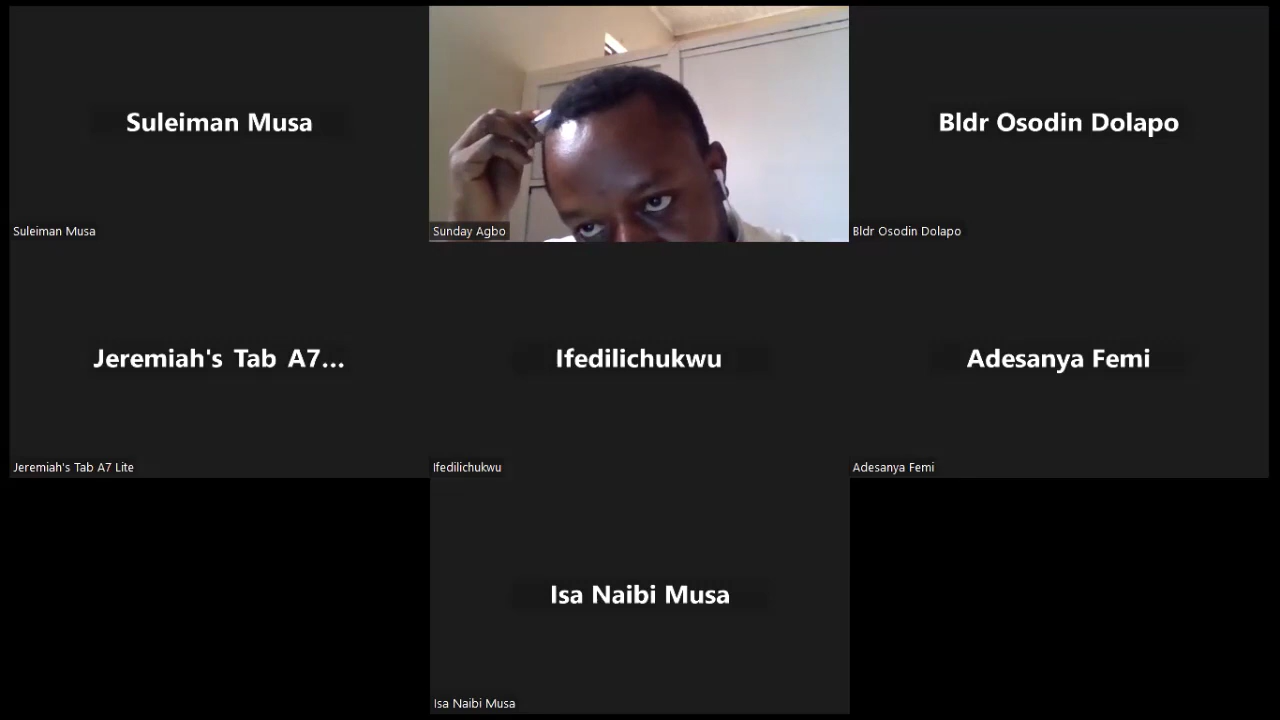 Suleiman Musa
Suleiman Musa
Sunday Agbo
Bldr Osodin Dolapo
Bldr Osodin Dolapo
Jeremiah's Tab A7...
Jeremiah's Tab A7 Lite
Ifedilichukwu
Ifedilichukwu
Adesanya Femi
Adesanya Femi
Isa Naibi Musa
Isa Naibi Musa